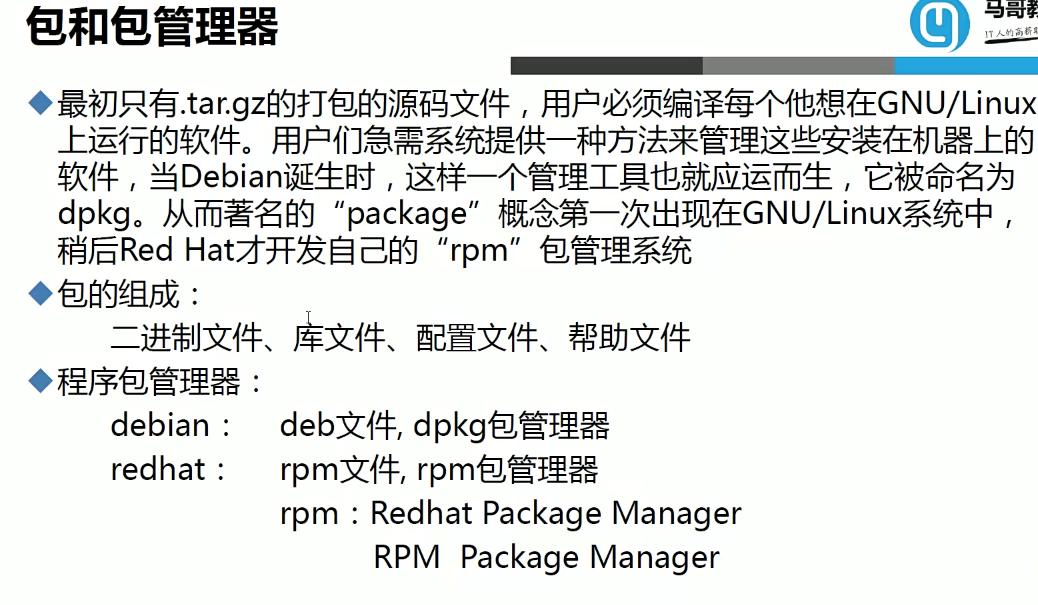 包和包管理器
马哥教
IT人的高薪职
最初只有.tar.gz的打包的源码文件，用户必须编译每个他想在GNU/Linux
上运行的软件。用户们急需系统提供一种方法来管理这些安装在机器上的
软件，当Debian诞生时，这样一个管理工具也就应运而生，它被命名为
dpkg。从而著名的“package”概念第一次出现在GNU/Linux系统中，
稍后Red Hat才开发自己的“rpm”包管理系统
包的组成：
二进制文件、库文件、配置文件、帮助文件
程序包管理器：
debian： deb文件, dpkg包管理器
redhat： rpm文件, rpm包管理器
rpm：Redhat Package Manager
RPM Package Manager